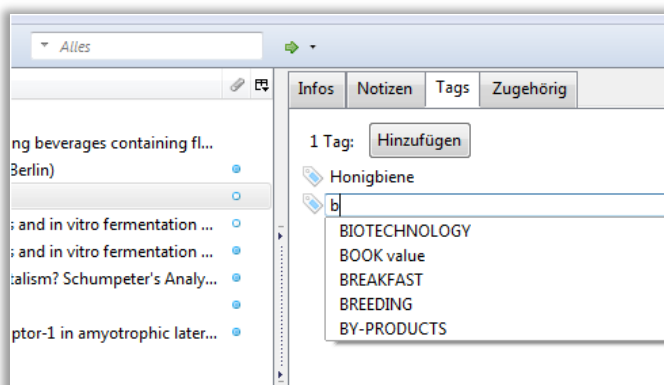 Alles
Infos Notizen Tags Zugehörig
1 Tag: Hinzufügen
Honigbiene
b
BIOTECHNOLOGY
BOOK value
BREAKFAST
BREEDING
BY-PRODUCTS
ng beverages containing fl...
Berlin)
s and in vitro fermentation ...
s and in vitro fermentation ...
talism? Schumpeter's Analy...
ptor-1 in amyotrophic later...